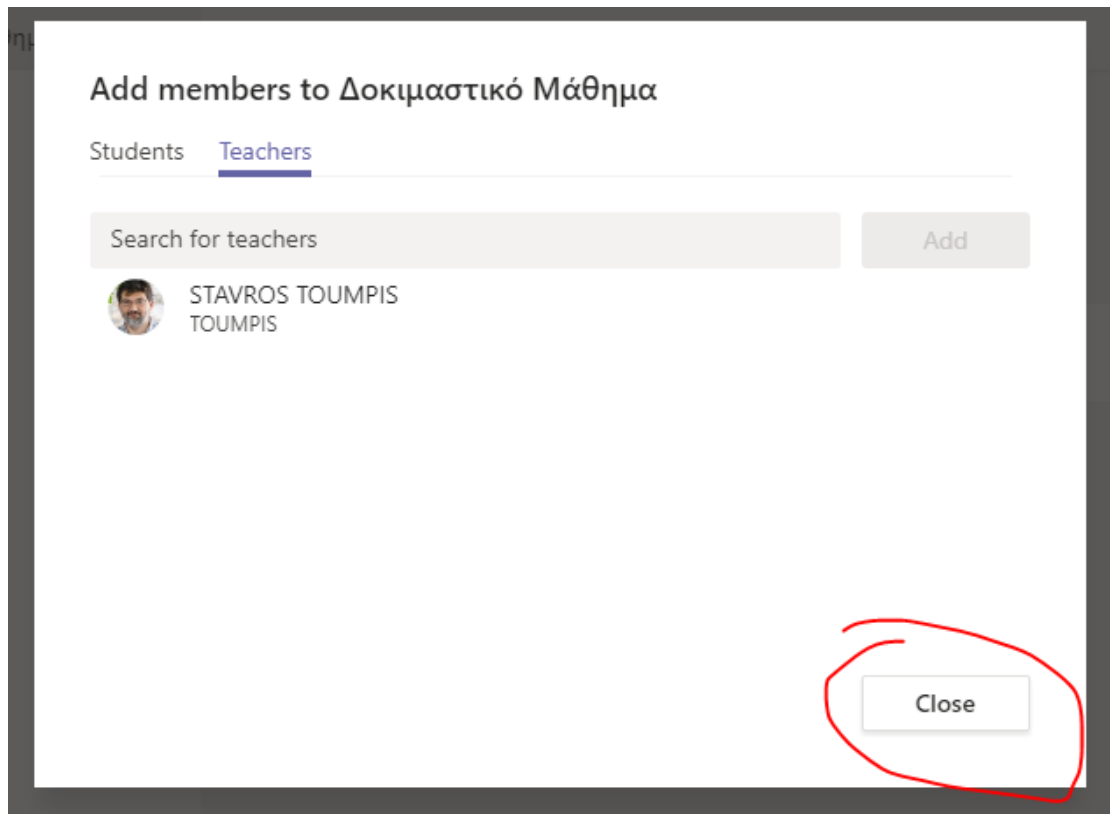 Add members to Δοκιμαστικό Μάθημα
Students Teachers
Search for teachers Add
STAVROS TOUMPIS
TOUMPIS
Close